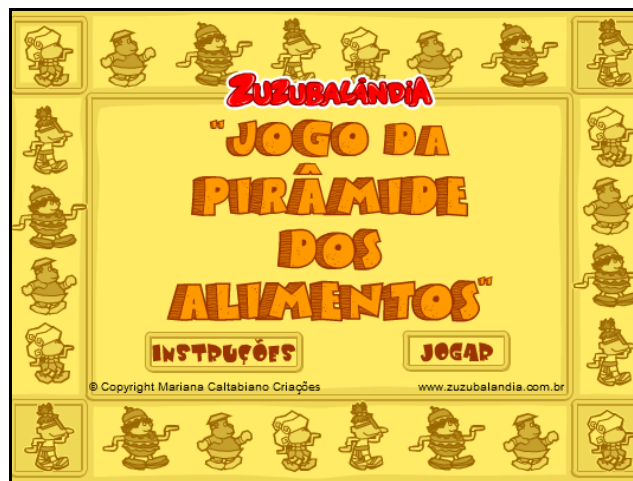 ZUZUBALÂNDIA
"JOGO DA
PIRÂMIDE
DOS
ALIMENTOS"
INSTRUÇÕES
JOGAR
© Copyright Mariana Caltabiano Criações
www.zuzubalandia.com.br